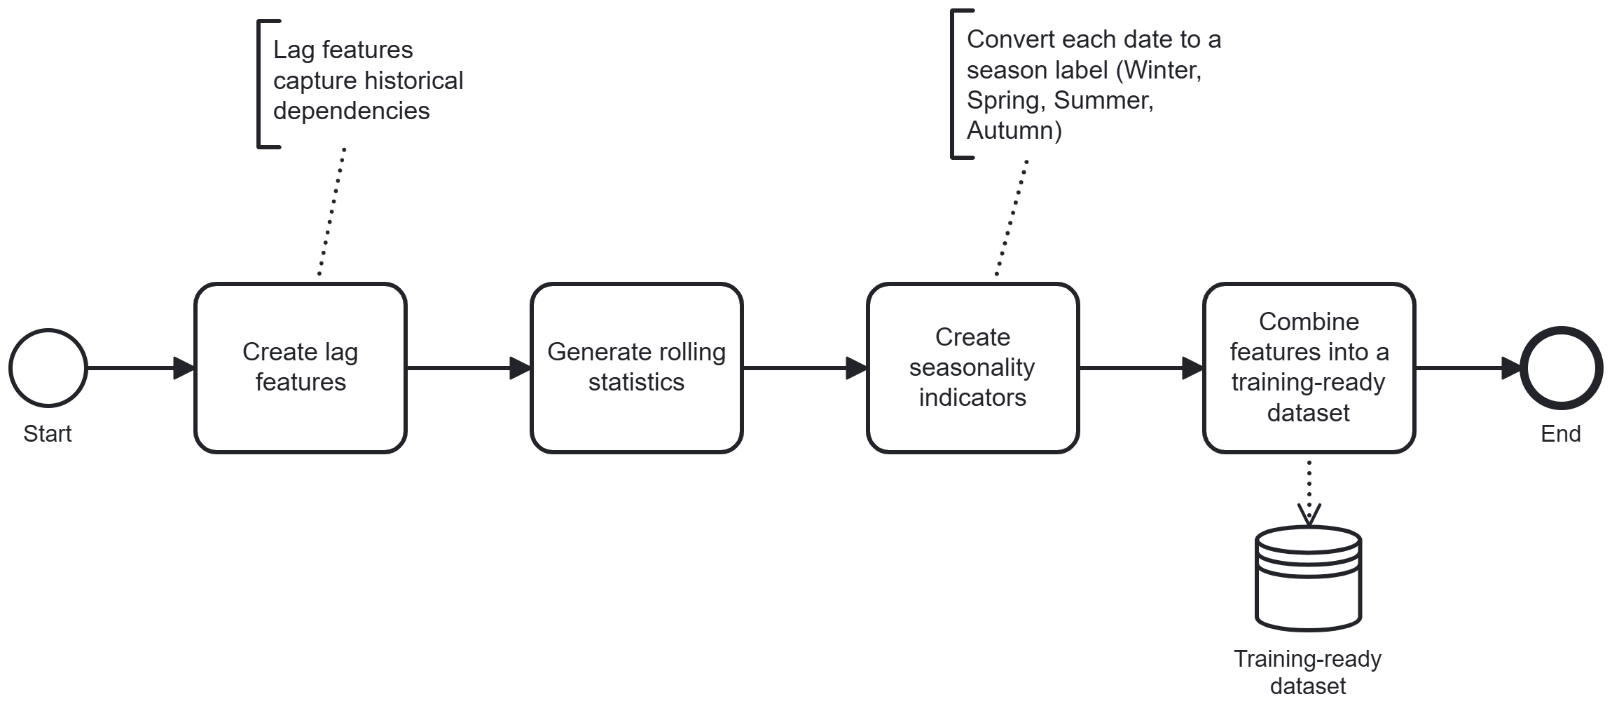 Lag features
capture historical
dependencies
Convert each date to a
season label (Winter,
Spring, Summer,
Autumn)
Start
Create lag
features
Generate rolling
statistics
Create
seasonality
indicators
Combine
features into a
training-ready
dataset
End
Training-ready
dataset